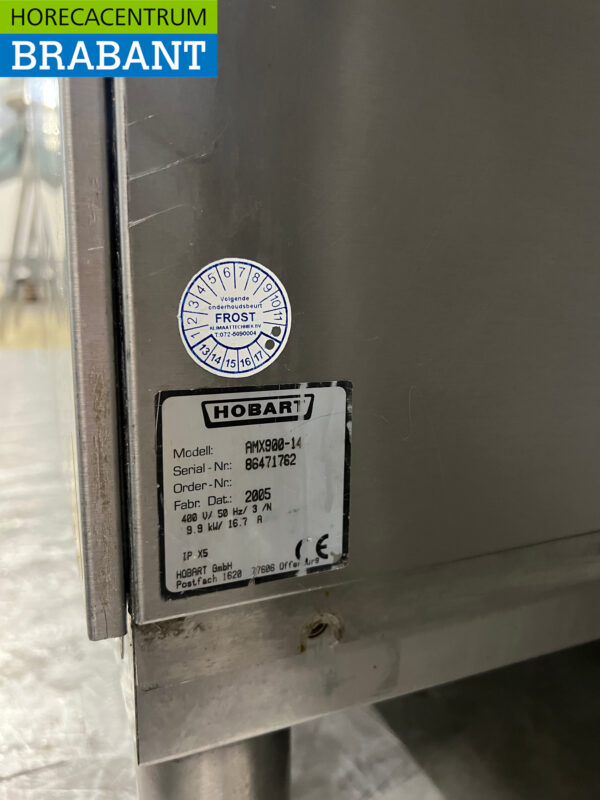 HORECACENTRUM
BRABANT
1 2 3 4 5 6 7 8 9 10 11
Volgende
onderhoudsbeurt
FROST
KLIMAATTECHNIEK BV
T:072-5090004
13 14 15 16 17
HOBART
Modell: AMX900-14
Serial-Nr.: 86471762
Order-Nr.:
Fabr. Dat.: 2005
400 V/ 50 Hz/ 3 /N
9.9 kW/ 16.7 A
IP X5
CE
HOBART GmbH
Postfach 1620 77606 Offenburg